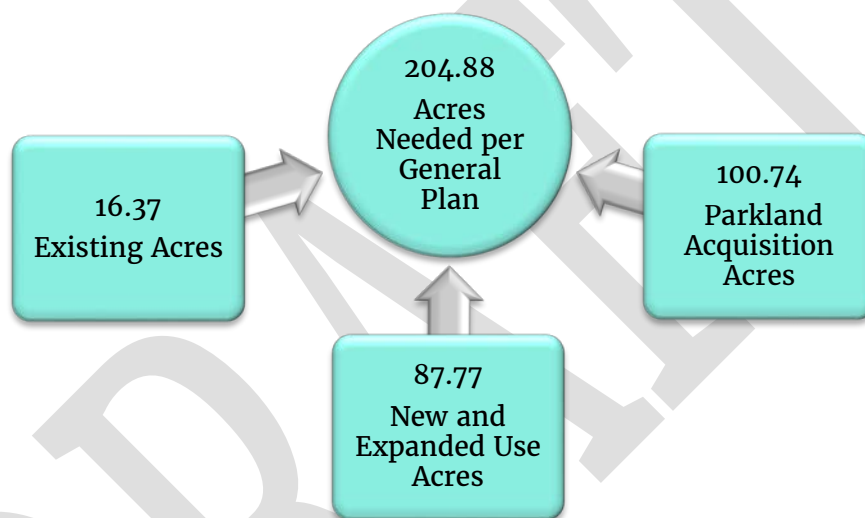 204.88
Acres
Needed per
General
Plan
16.37
Existing Acres
100.74
Parkland
Acquisition
Acres
87.77
New and
Expanded Use
Acres
DRAFT